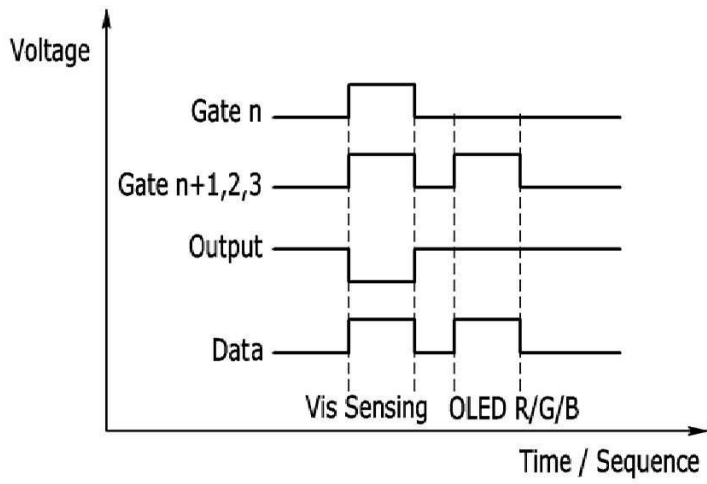 Voltage
Gate n
Gate n+1,2,3
Output
Data
Vis Sensing OLED R/G/B
Time / Sequence